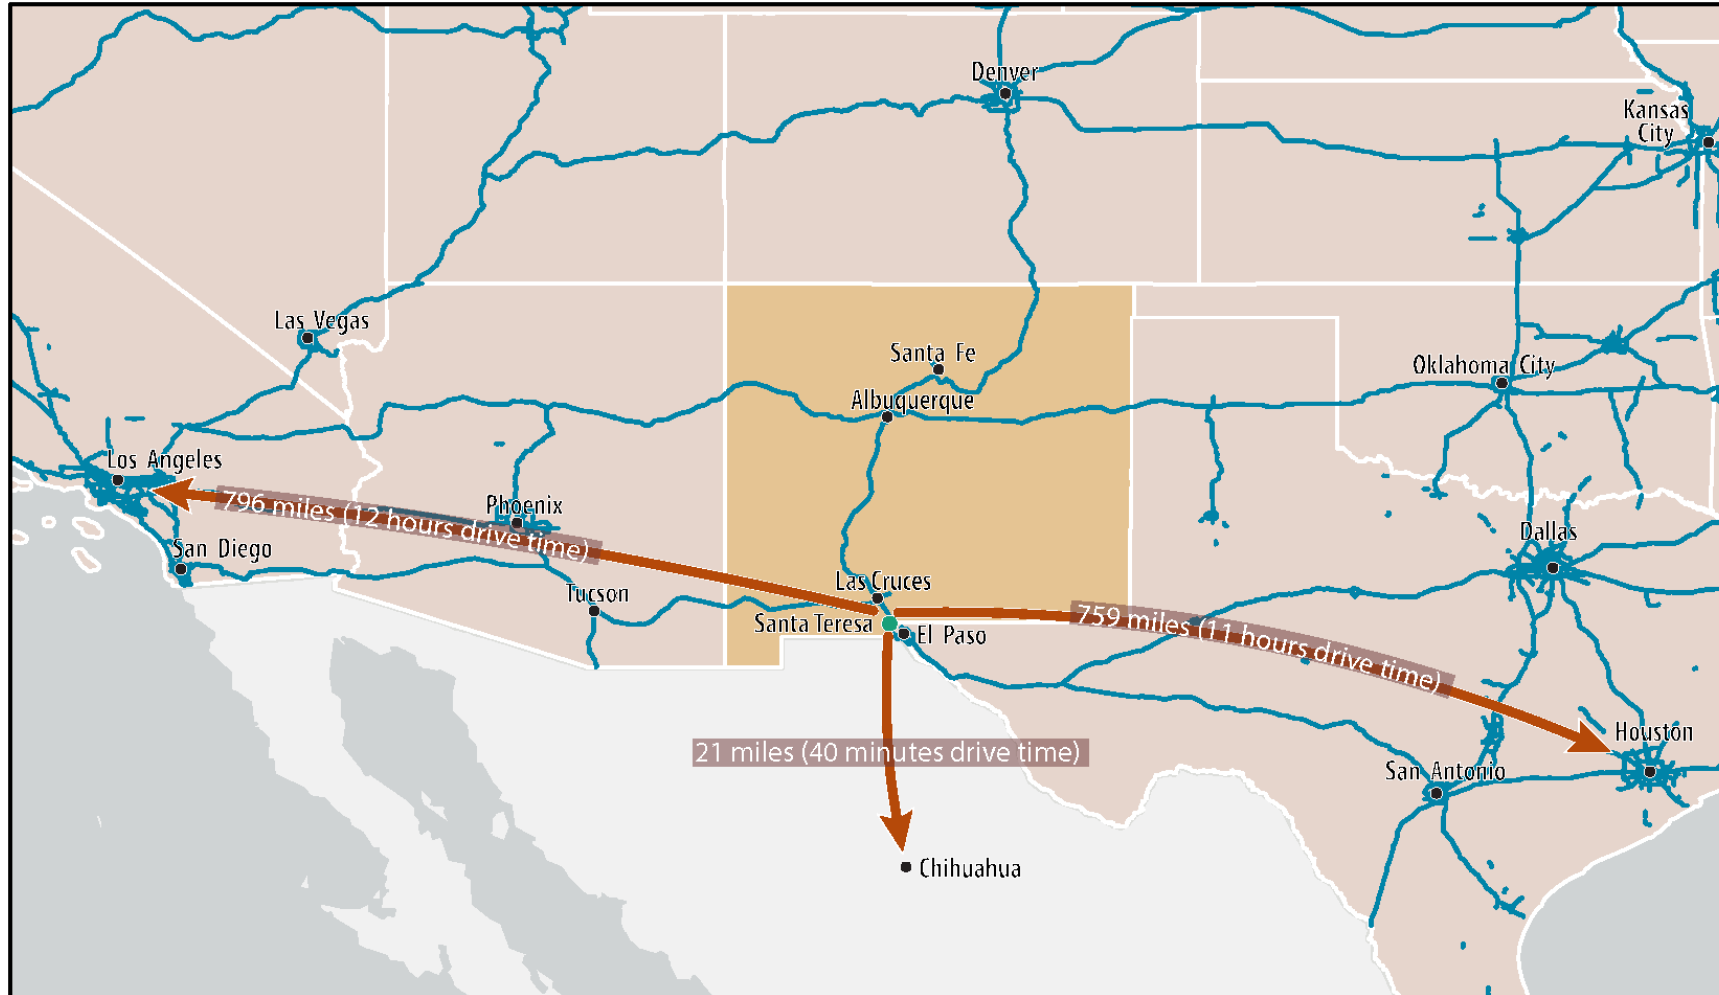 Denver
Kansas
City
Las Vegas
Santa Fe
Oklahoma City
Albuquerque
Los Angeles
796 miles (12 hours drive time)
Phoenix
Dallas
San Diego
Las Cruces
Tucson
Santa Teresa
El Paso
759 miles (11 hours drive time)
Houston
21 miles (40 minutes drive time)
San Antonio
Chihuahua